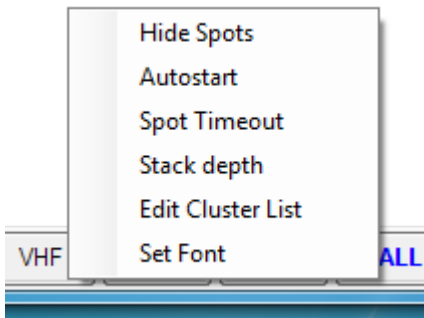 Hide Spots
Autostart
Spot Timeout
Stack depth
Edit Cluster List
Set Font
VHF
ALL